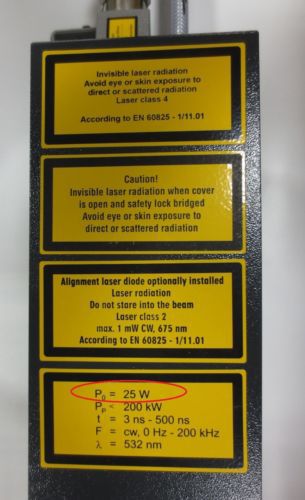 Invisible laser radiation
Avoid eye or skin exposure to
direct or scattered radiation
Laser class 4
According to EN 60825 - 1/11.01
Caution!
Invisible laser radiation when cover
is open and safety lock bridged
Avoid eye or skin exposure to
direct or scattered radiation
Alignment laser diode optionally installed
Laser radiation
Do not stare into the beam
Laser class 2
max. 1 mW CW, 675 nm
According to EN 60825 - 1/11.01
P0 = 25 W
Pp < 200 kW
t = 3 ns - 500 ns
F = cw, 0 Hz - 200 kHz
λ = 532 nm